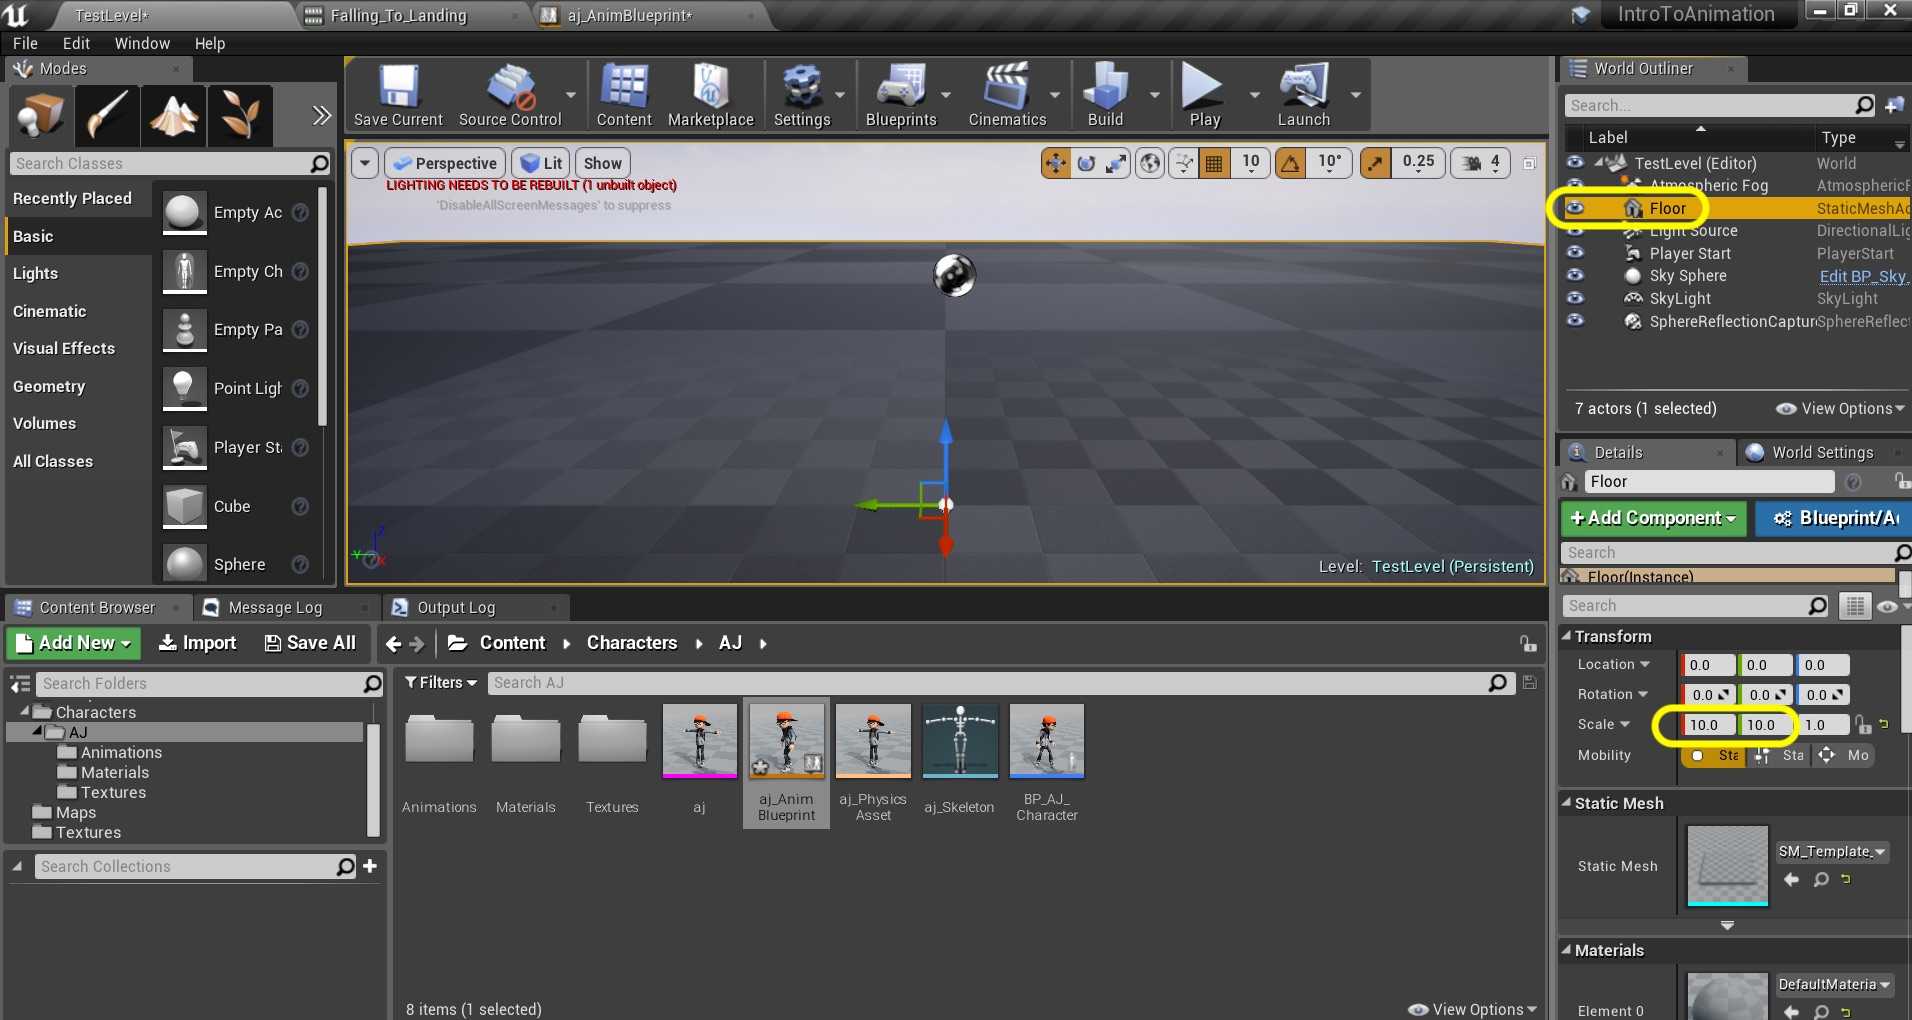 TestLevel*
Falling_To_Landing
aj_AnimBlueprint*
IntroToAnimation
File Edit Window Help
Modes
Search Classes
Recently Placed
Basic
Lights
Cinematic
Visual Effects
Geometry
Volumes
All Classes
Empty Ac
Empty Ch
Empty Pa
Point Ligh
Player Sta
Cube
Sphere
Save Current
Source Control
Content
Marketplace
Settings
Blueprints
Cinematics
Build
Play
Launch
Perspective Lit Show
10 10° 0.25 4
LIGHTING NEEDS TO BE REBUILT (1 unbuilt object)
'DisableAllScreenMessages' to suppress
Z
Y
X
Level: TestLevel (Persistent)
World Outliner
Search...
Label Type
TestLevel (Editor) World
Atmospheric Fog AtmosphericF
Floor StaticMeshAc
Light Source DirectionalLig
Player Start PlayerStart
Sky Sphere Edit BP_Sky_
SkyLight SkyLight
SphereReflectionCapture SphereReflec
7 actors (1 selected)
View Options
Details
World Settings
Floor
+Add Component
Blueprint/A
Search
Floor(Instance)
Search
Transform
Location 0.0 0.0 0.0
Rotation 0.0 0.0 0.0
Scale 10.0 10.0 1.0
Mobility Sta Sta Mo
Static Mesh
Static Mesh SM_Template_
Materials
Element 0 DefaultMateria
Content Browser
Message Log
Output Log
Add New
Import
Save All
Content Characters AJ
Search Folders
Characters
AJ
Animations
Materials
Textures
Maps
Textures
Search Collections
Filters
Search AJ
Animations
Materials
Textures
aj
aj_Anim
Blueprint
aj_Physics
Asset
aj_Skeleton
BP_AJ_
Character
8 items (1 selected)
View Options